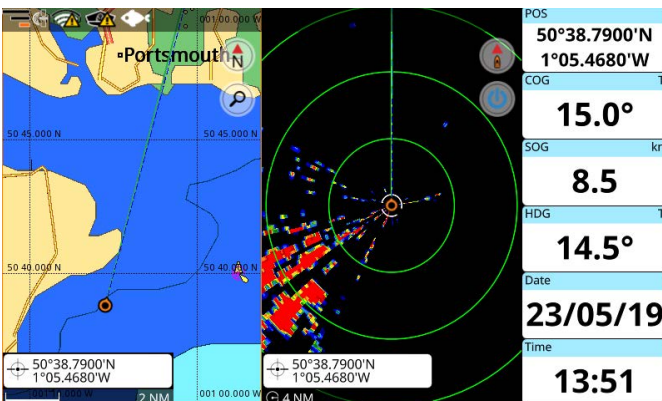 001 00.000 W
Portsmouth
N
50 45.000 N
50 45.000 N
50 40.000 N
50 40.000 N
50°38.7900'N
1°05.4680'W
001 00.000 W
2 NM
50°38.7900'N
1°05.4680'W
4 NM
POS
50°38.7900'N
1°05.4680'W
COG T
15.0°
SOG kn
8.5
HDG T
14.5°
Date
23/05/19
Time
13:51